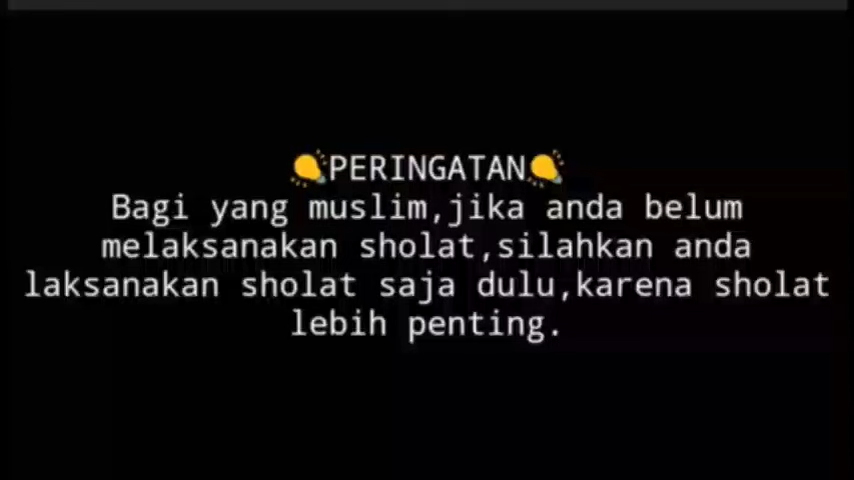 PERINGATAN
Bagi yang muslim,jika anda belum
melaksanakan sholat,silahkan anda
laksanakan sholat saja dulu,karena sholat
lebih penting.